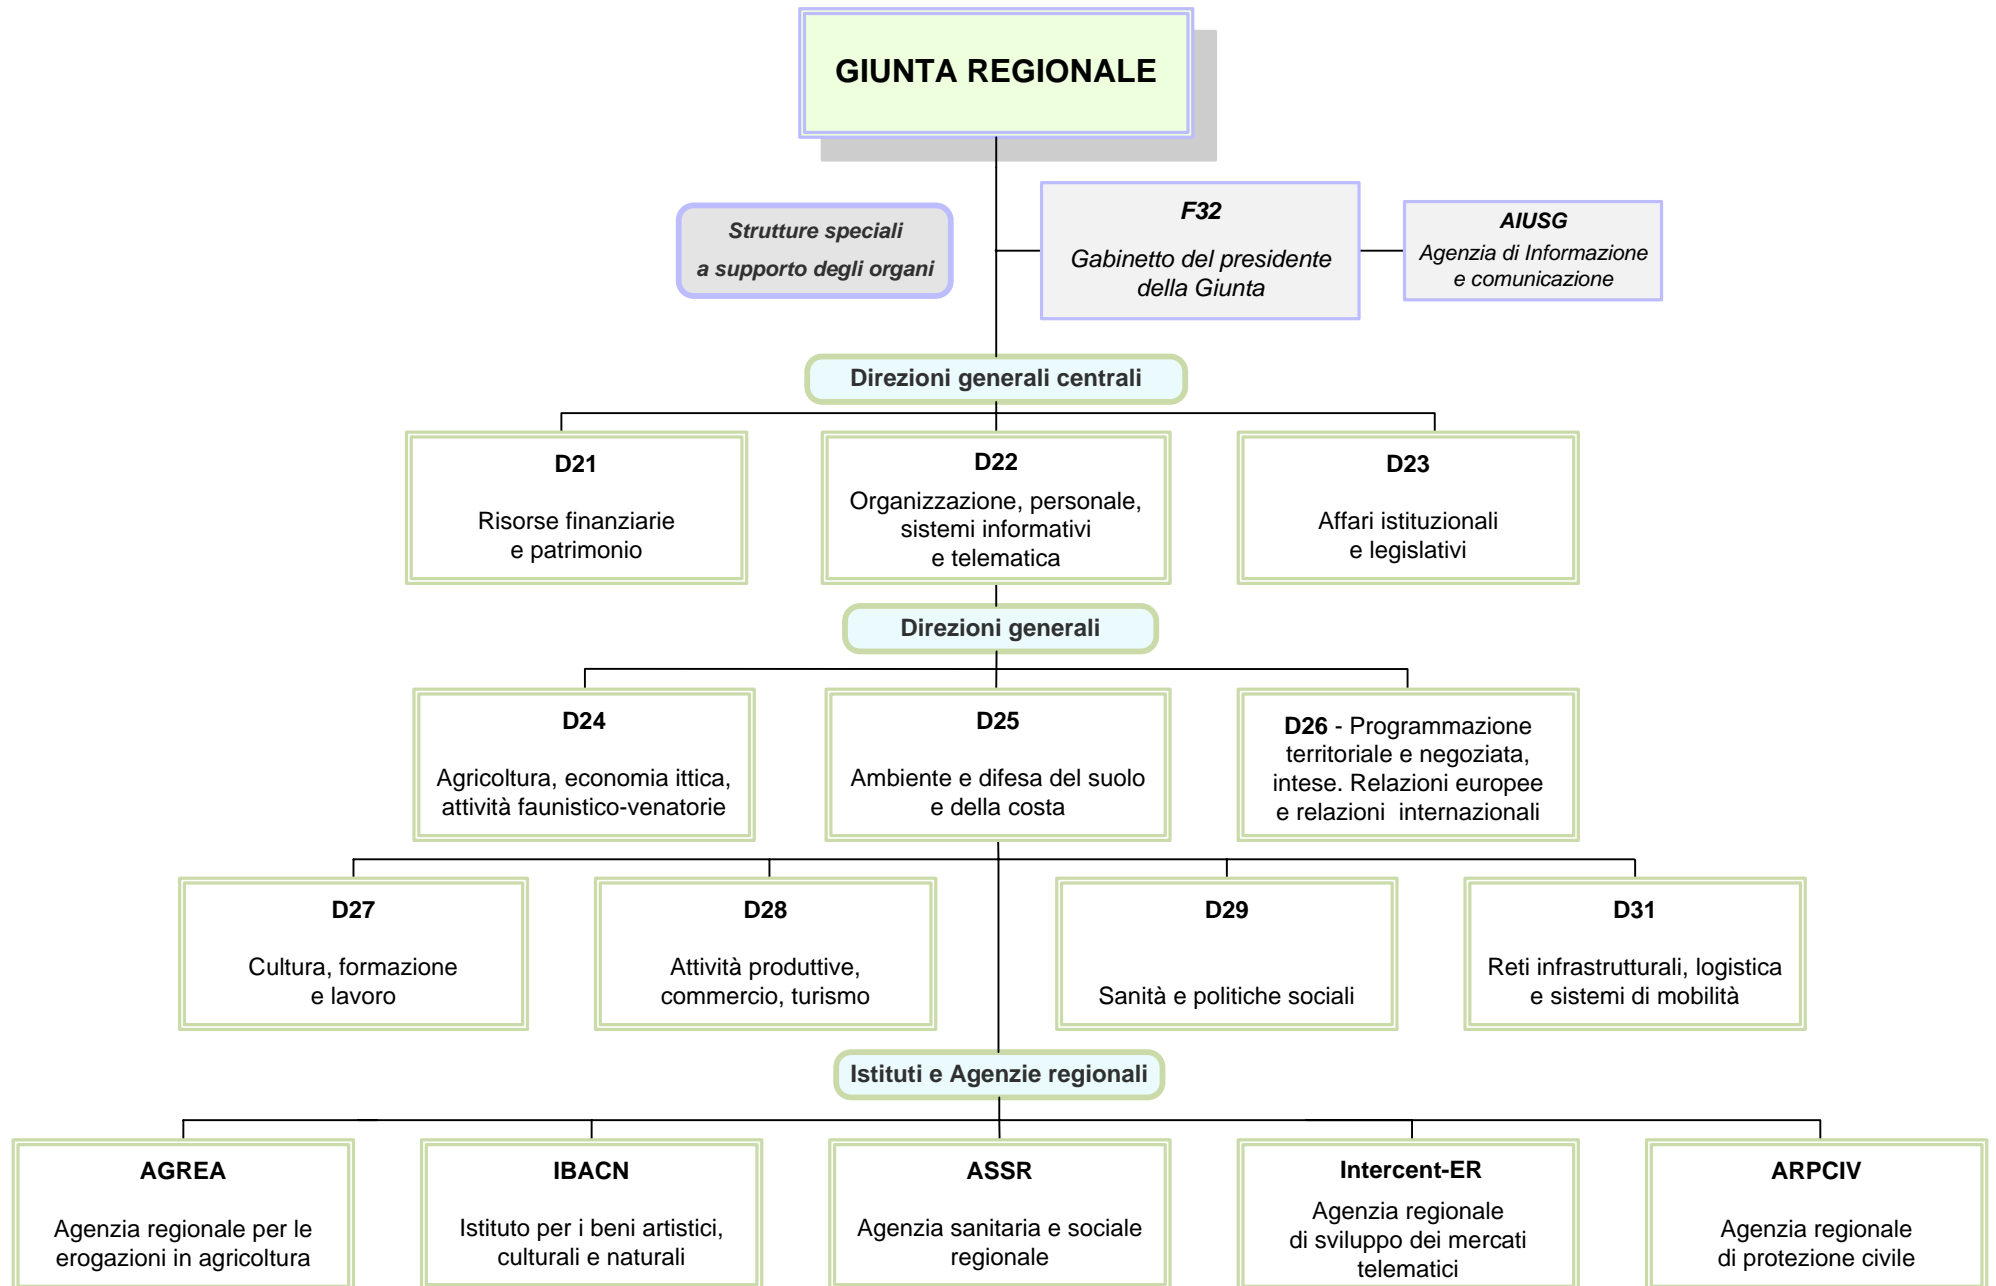 GIUNTA REGIONALE
Strutture speciali
a supporto degli organi
F32
Gabinetto del presidente
della Giunta
AIUSG
Agenzia di Informazione
e comunicazione
Direzioni generali centrali
D21
Risorse finanziarie
e patrimonio
D22
Organizzazione, personale,
sistemi informativi
e telematica
D23
Affari istituzionali
e legislativi
Direzioni generali
D24
Agricoltura, economia ittica,
attività faunistico-venatorie
D25
Ambiente e difesa del suolo
e della costa
D26 - Programmazione
territoriale e negoziata,
intese. Relazioni europee
e relazioni internazionali
D27
Cultura, formazione
e lavoro
D28
Attività produttive,
commercio, turismo
D29
Sanità e politiche sociali
D31
Reti infrastrutturali, logistica
e sistemi di mobilità
Istituti e Agenzie regionali
AGREA
Agenzia regionale per le
erogazioni in agricoltura
IBACN
Istituto per i beni artistici,
culturali e naturali
ASSR
Agenzia sanitaria e sociale
regionale
Intercent-ER
Agenzia regionale
di sviluppo dei mercati
telematici
ARPCIV
Agenzia regionale
di protezione civile